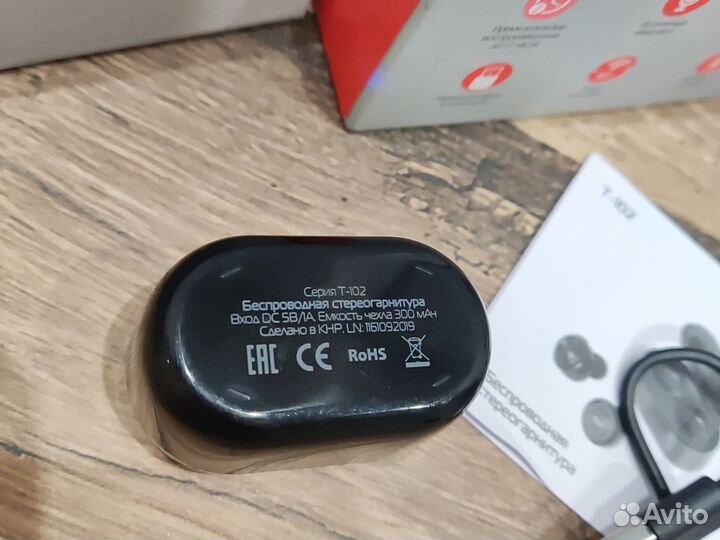 Серия T-102
Беспроводная стереогарнитура
Вход DC 5В/1А. Емкость чехла 300 мАч
Сделано в КНР. LN: 1161092019
EAC CE RoHS
T-102
Беспроводная
стереогарнитура
Avito